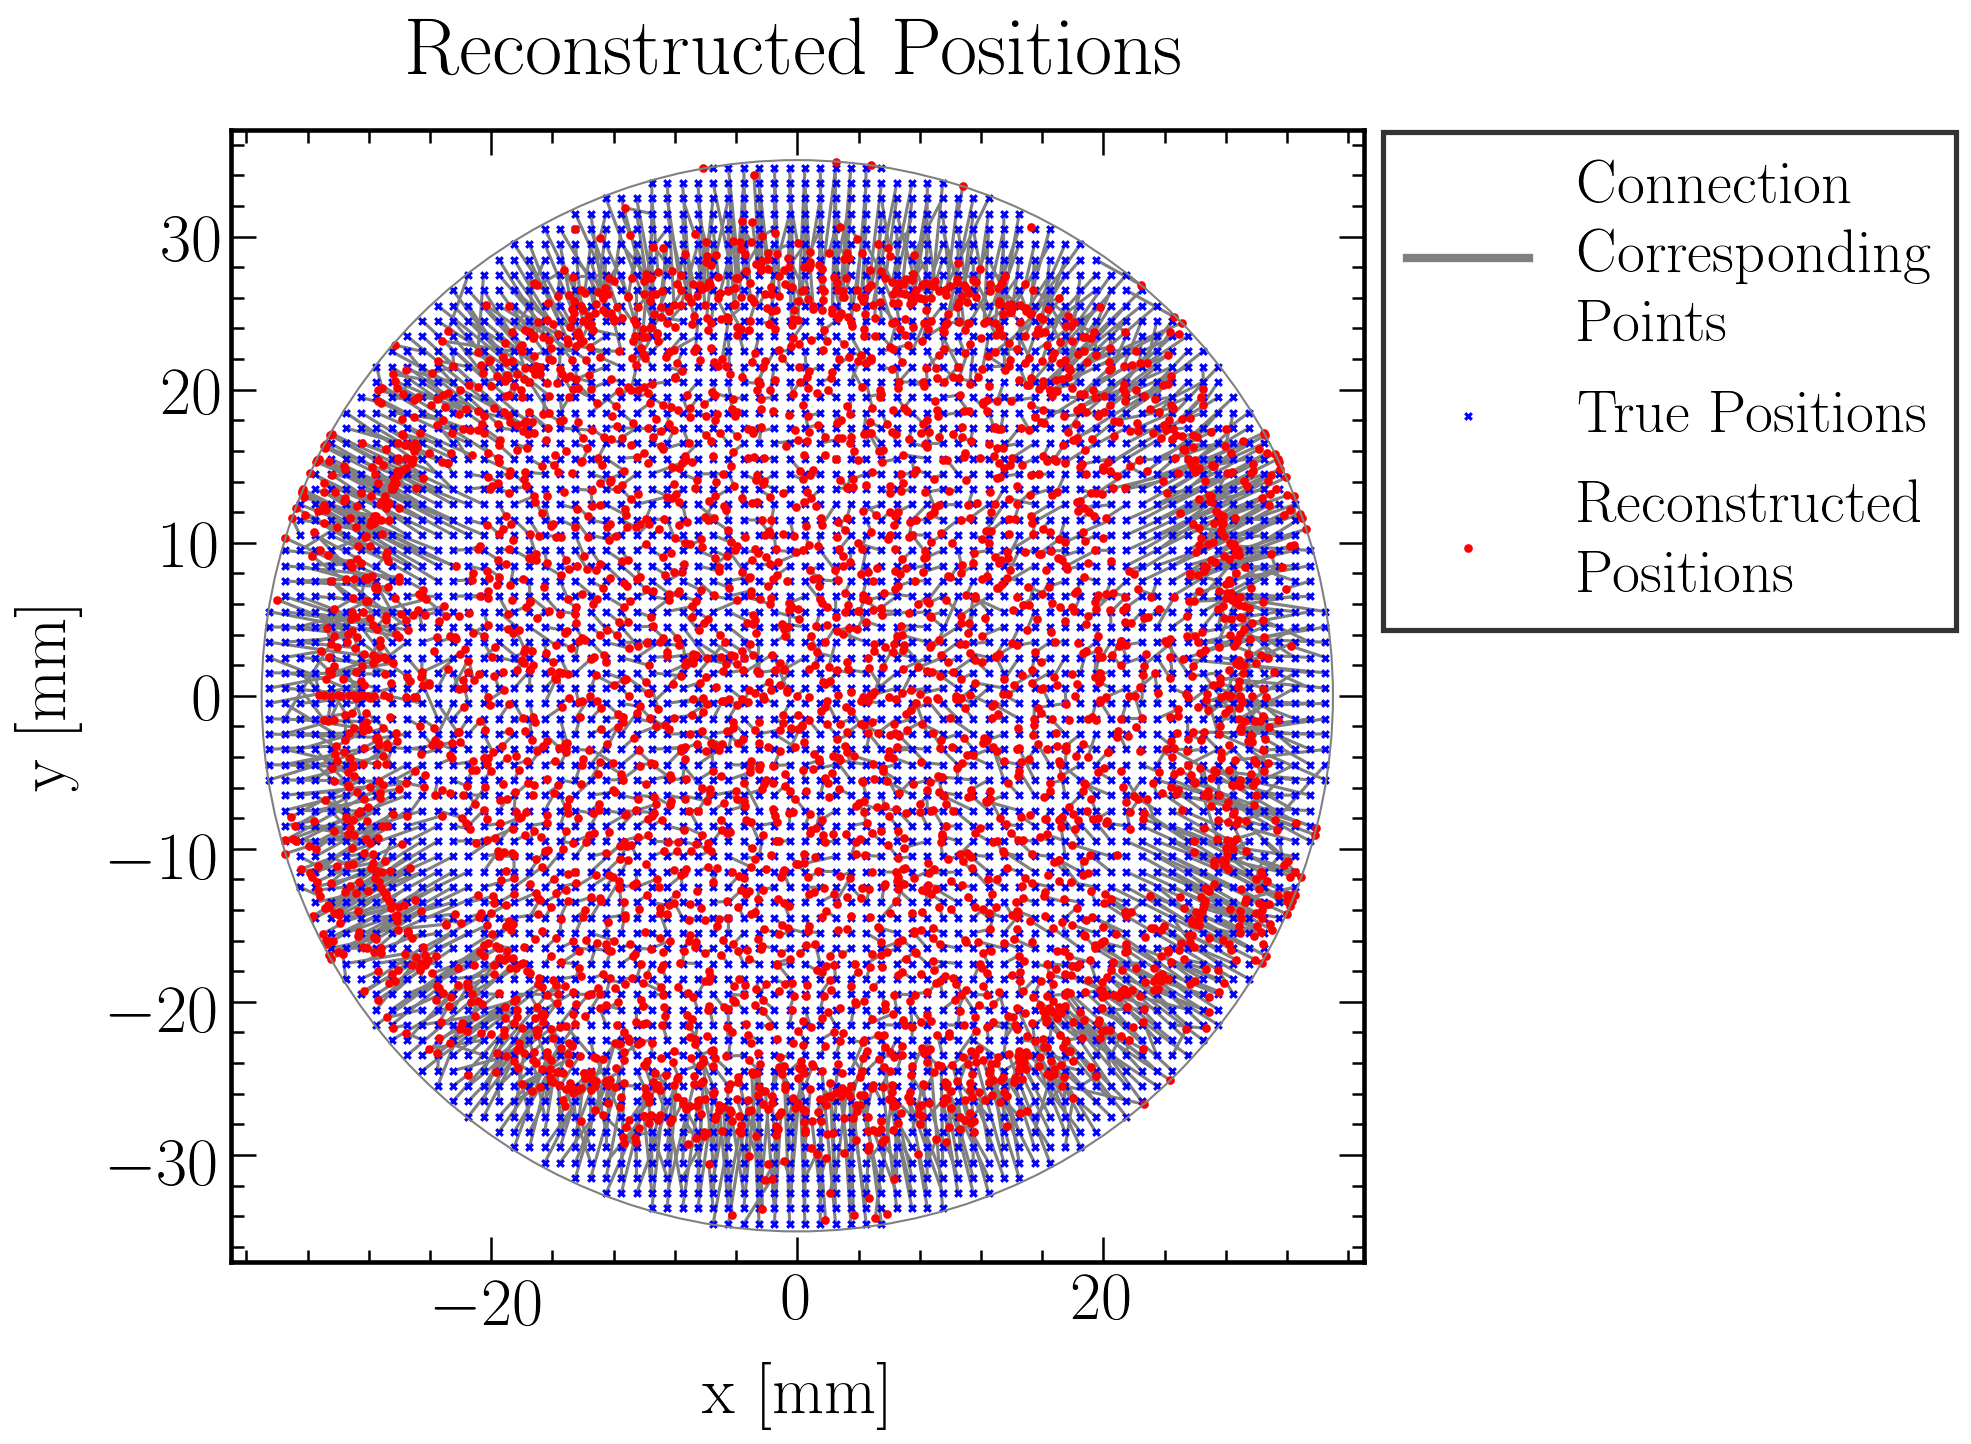 Reconstructed Positions
Connection
Corresponding
Points
True Positions
Reconstructed
Positions
30
20
10
0
−10
−20
−30
y [mm]
−20
0
20
x [mm]